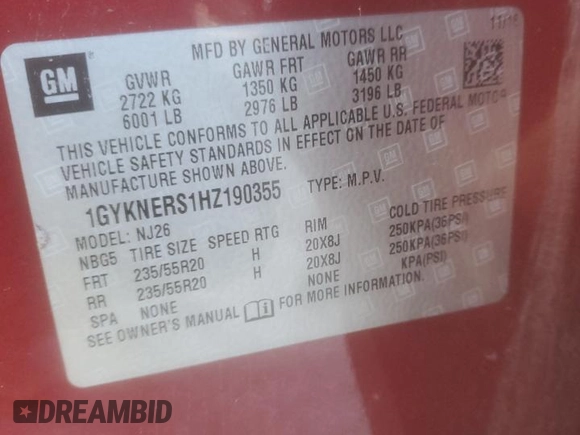 MFD BY GENERAL MOTORS LLC
11/16
GM
GVWR GAWR FRT GAWR RR
2722 KG 1350 KG 1450 KG
6001 LB 2976 LB 3196 LB
THIS VEHICLE CONFORMS TO ALL APPLICABLE U.S. FEDERAL MOTOR
VEHICLE SAFETY STANDARDS IN EFFECT ON THE DATE OF
MANUFACTURE SHOWN ABOVE.
1GYKNERS1HZ190355 TYPE: M.P.V.
MODEL: NJ26
NBG5 TIRE SIZE SPEED RTG RIM COLD TIRE PRESSURE
FRT 235/55R20 H 20X8J 250KPA(36PSI)
RR 235/55R20 H 20X8J 250KPA(36PSI)
SPA NONE NONE KPA(PSI)
SEE OWNER'S MANUAL FOR MORE INFORMATION.
DREAMBID